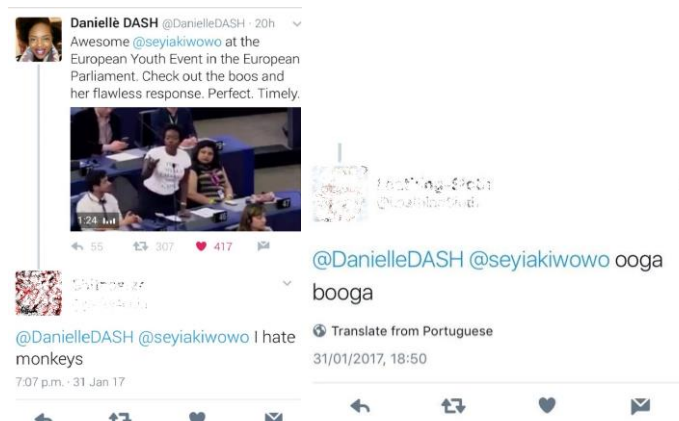 Daniellè DASH @DanielleDASH · 20h
Awesome @seyiakiwowo at the
European Youth Event in the European
Parliament. Check out the boos and
her flawless response. Perfect. Timely.
1:24
55 307 417
@DanielleDASH @seyiakiwowo I hate
monkeys
7:07 p.m. · 31 Jan 17
@DanielleDASH @seyiakiwowo ooga
booga
Translate from Portuguese
31/01/2017, 18:50